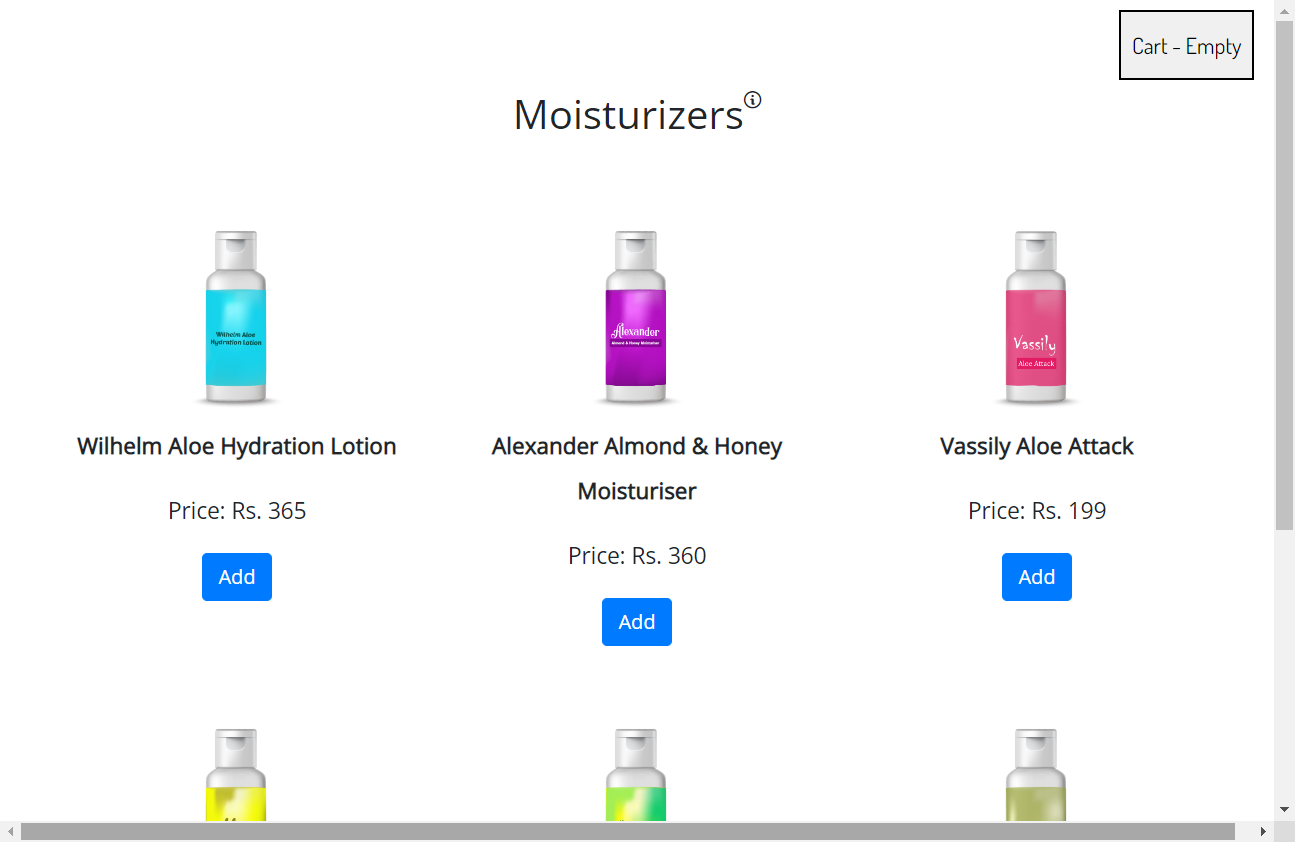 Cart - Empty
Moisturizers
Wilhelm Aloe
Hydration Lotion
Alexander
Almond & Honey Moisturiser
Vassily
Aloe Attack
Wilhelm Aloe Hydration Lotion
Alexander Almond & Honey
Moisturiser
Vassily Aloe Attack
Price: Rs. 365
Price: Rs. 360
Price: Rs. 199
Add
Add
Add